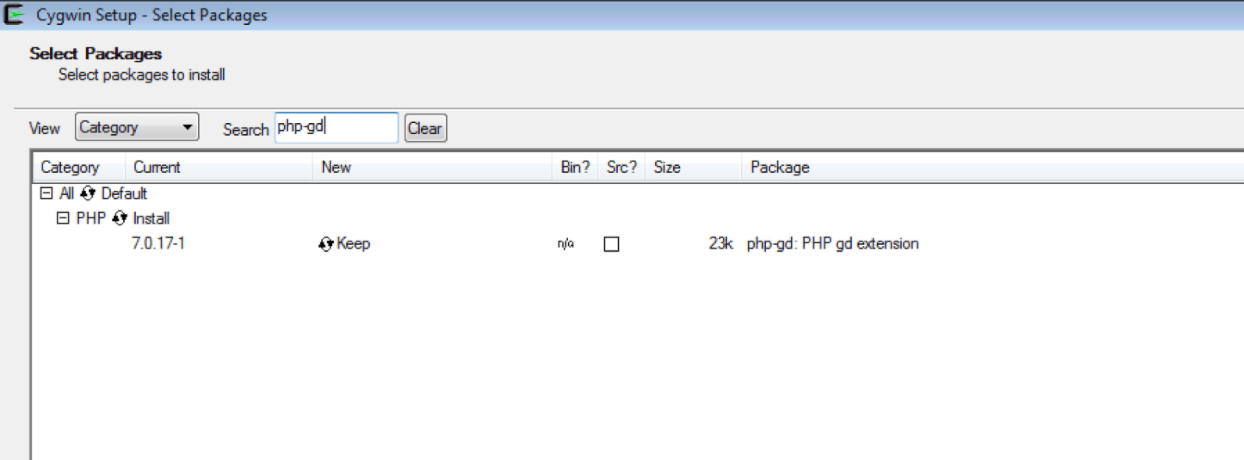 Cygwin Setup - Select Packages
Select Packages
Select packages to install
View Category Search php-gd Clear
Category Current New Bin? Src? Size Package
All Default
PHP Install
7.0.17-1 Keep n/a 23k php-gd: PHP gd extension